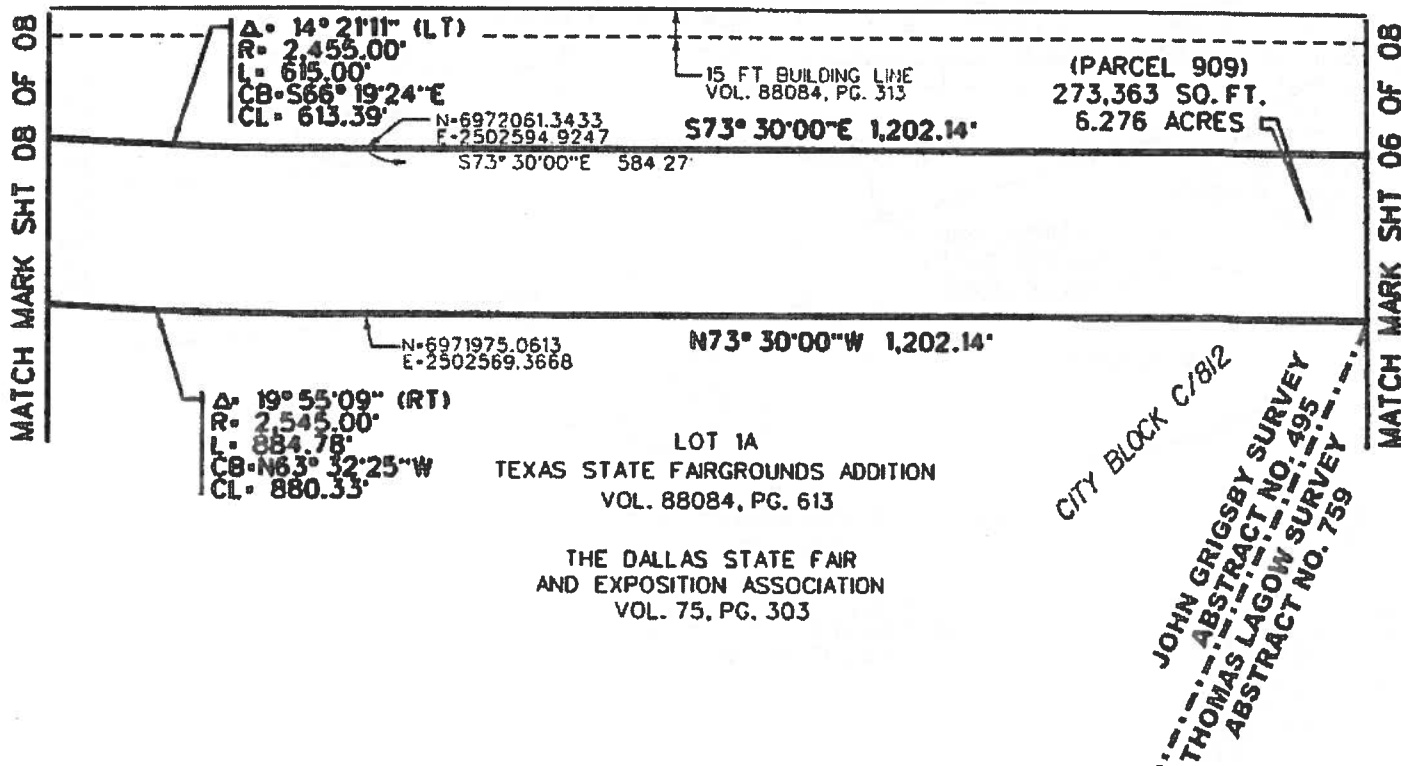 MATCH MARK SHT 08 OF 08
Δ= 14° 21'11" (LT)
R= 2,455.00'
L= 615.00'
CB=S66° 19'24"E
CL= 613.39'
N=6972061.3433
E=2502594.9247
S73° 30'00"E 584.27'
15 FT BUILDING LINE
VOL. 88084, PG. 313
S73° 30'00"E 1,202.14'
(PARCEL 909)
273,363 SQ. FT.
6.276 ACRES
MATCH MARK SHT 06 OF 08
N=6971975.0613
E=2502569.3668
N73° 30'00"W 1,202.14'
Δ= 19° 55'09" (RT)
R= 2,545.00'
L= 884.78'
CB=N63° 32'25"W
CL= 880.33'
LOT 1A
TEXAS STATE FAIRGROUNDS ADDITION
VOL. 88084, PG. 613
THE DALLAS STATE FAIR
AND EXPOSITION ASSOCIATION
VOL. 75, PG. 303
CITY BLOCK C/812
JOHN GRIGSBY SURVEY
ABSTRACT NO. 495
THOMAS LAGOW SURVEY
ABSTRACT NO. 759